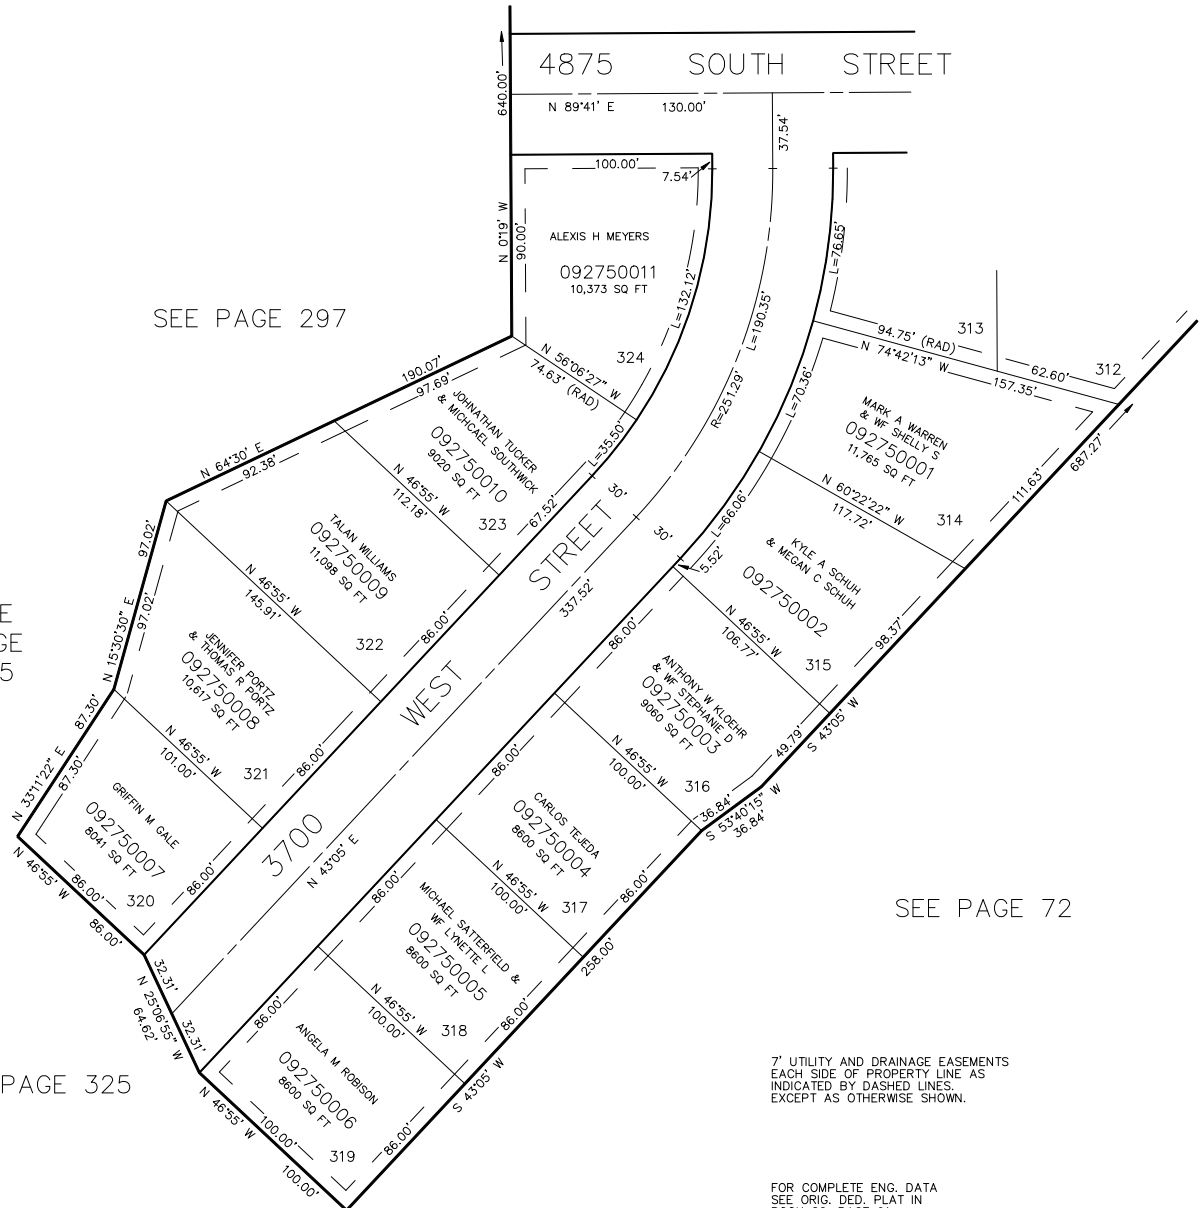 4875 SOUTH STREET
640.00'
N 89°41' E 130.00'
37.54'
100.00'
7.54'
N 0°19' W
90.00'
ALEXIS H MEYERS
092750011
10,373 SQ FT
L=132.12'
L=190.35'
R=251.29'
L=76.65'
324
N 56°06'27" W
74.63' (RAD)
SEE PAGE 297
94.75' (RAD)
313
N 74°42'13" W
62.60'
312
157.35'
687.27'
190.07'
97.69'
JOHNATHAN TUCKER
& MICHCAEL SOUTHWICK
092750010
9020 SQ FT
L=35.50'
67.52'
323
N 46°55' W
112.18'
N 64°30' E
92.38'
L=70.36'
MARK A WARREN
& WF SHELLY S
092750001
11,765 SQ FT
111.63'
N 60°22'22" W
117.72'
314
L=66.06'
5.52'
30'
30'
97.02'
97.02'
N 15°30'30" E
TALAN WILLIAMS
092750009
11,098 SQ FT
N 46°55' W
145.91'
322
86.00'
KYLE A SCHUH
& MEGAN C SCHUH
092750002
98.37'
N 46°55' W
106.77'
315
S 43°05' W
3700 WEST STREET
337.52'
N 43°05' E
E
GE
5
JENNIFER PORTZ
& THOMAS R PORTZ
092750008
10,617 SQ FT
N 46°55' W
101.00'
321
86.00'
86.00'
ANTHONY W KLOEHR
& WF STEPHANIE D
092750003
9060 SQ FT
49.79'
36.84'
S 53°40'15" W
36.84'
N 46°55' W
100.00'
316
87.30'
87.30'
N 33°11'22" E
GRIFFIN M GALE
092750007
8041 SQ FT
86.00'
320
86.00'
N 46°55' W
86.00'
86.00'
CARLOS TEJEDA
092750004
8600 SQ FT
86.00'
N 46°55' W
100.00'
317
258.00'
SEE PAGE 72
86.00'
MICHAEL SATTERFIELD &
WF LYNETTE L
092750005
8600 SQ FT
86.00'
N 46°55' W
100.00'
318
S 43°05' W
32.31'
32.31'
N 25°06'55" W
64.62'
86.00'
ANGELA M ROBISON
092750006
8600 SQ FT
86.00'
319
100.00'
N 46°55' W
100.00'
PAGE 325
7' UTILITY AND DRAINAGE EASEMENTS
EACH SIDE OF PROPERTY LINE AS
INDICATED BY DASHED LINES.
EXCEPT AS OTHERWISE SHOWN.
FOR COMPLETE ENG. DATA
SEE ORIG. DED. PLAT IN